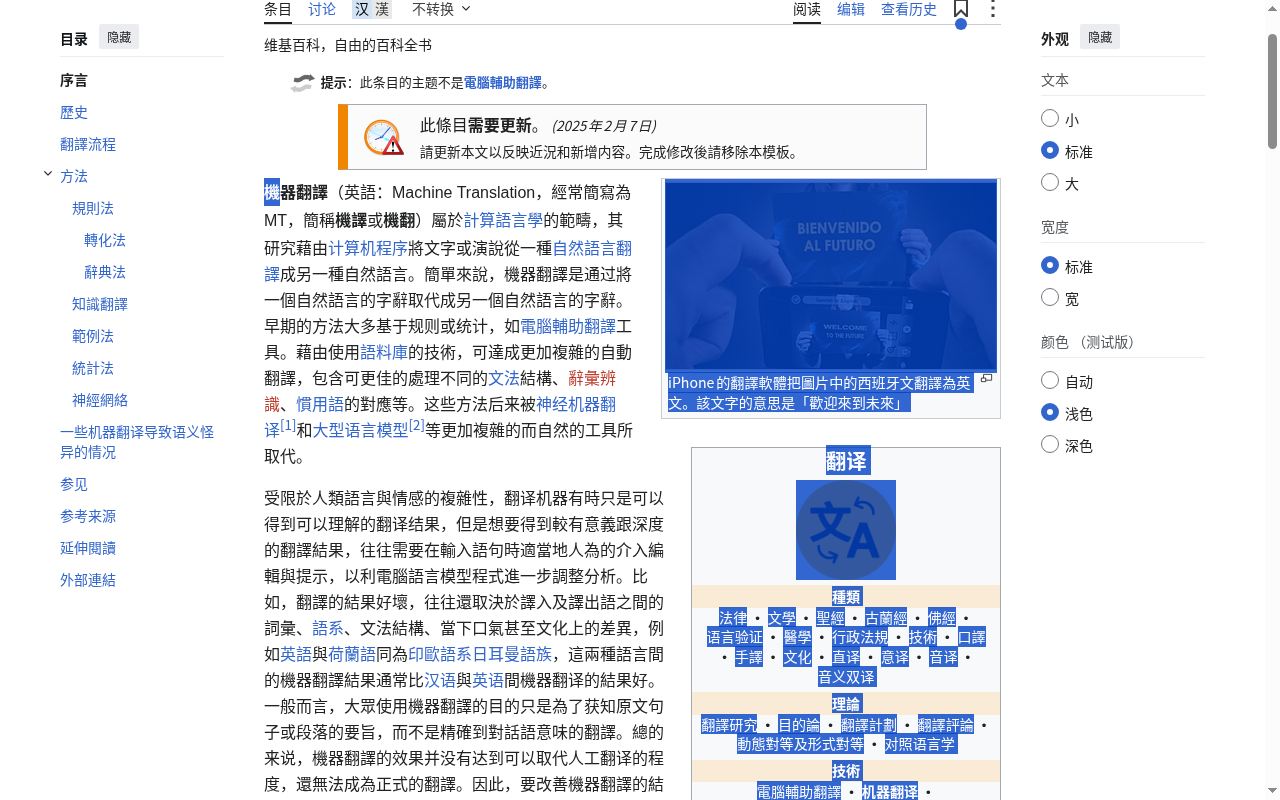 条目 讨论 汉 漢 不转换 阅读 编辑 查看历史
目录 隐藏
序言
歷史
翻譯流程
方法
規則法
轉化法
辭典法
知識翻譯
範例法
統計法
神經網絡
一些机器翻译导致语义怪
异的情况
参见
参考来源
延伸閱讀
外部連結
维基百科，自由的百科全书
提示：此条目的主题不是電腦輔助翻譯。
此條目需要更新。 (2025年2月7日)
請更新本文以反映近況和新增内容。完成修改後請移除本模板。
機器翻譯（英語：Machine Translation，經常簡寫為
MT，簡稱機譯或機翻）屬於計算語言學的範疇，其
研究藉由计算机程序將文字或演說從一種自然語言翻
譯成另一種自然語言。簡單來說，機器翻譯是通过將
一個自然語言的字辭取代成另一個自然語言的字辭。
早期的方法大多基于规则或统计，如電腦輔助翻譯工
具。藉由使用語料庫的技術，可達成更加複雜的自動
翻譯，包含可更佳的處理不同的文法結構、辭彙辨
識、慣用語的對應等。这些方法后来被神经机器翻
译[1]和大型语言模型[2]等更加複雜的而自然的工具所
取代。
受限於人類語言與情感的複雜性，翻译机器有時只是可以
得到可以理解的翻译结果，但是想要得到較有意義跟深度
的翻譯結果，往往需要在輸入語句時適當地人為的介入編
輯與提示，以利電腦語言模型程式進一步調整分析。比
如，翻譯的結果好壞，往往還取決於譯入及譯出語之間的
詞彙、語系、文法結構、當下口氣甚至文化上的差異，例
如英語與荷蘭語同為印歐語系日耳曼語族，這兩種語言間
的機器翻譯結果通常比汉语與英语間機器翻译的結果好。
一般而言，大眾使用機器翻譯的目的只是為了获知原文句
子或段落的要旨，而不是精確到對話語意味的翻譯。總的
来说，機器翻譯的效果并没有达到可以取代人工翻译的程
度，還無法成為正式的翻譯。因此，要改善機器翻譯的結
BIENVENIDO
AL FUTURO
WELCOME
TO THE FUTURE
iPhone的翻譯軟體把圖片中的西班牙文翻譯為英
文。該文字的意思是「歡迎來到未來」
翻译
文A
種類
法律 • 文學 • 聖經 • 古蘭經 • 佛經 •
语言验证 • 醫學 • 行政法規 • 技術 • 口譯
• 手譯 • 文化 • 直译 • 意译 • 音译 •
音义双译
理論
翻譯研究 • 目的論 • 翻譯計劃 • 翻譯評論 •
動態對等及形式對等 • 对照语言学
技術
電腦輔助翻譯 • 机器翻译 •
外观 隐藏
文本
小
标准
大
宽度
标准
宽
颜色 （测试版）
自动
浅色
深色